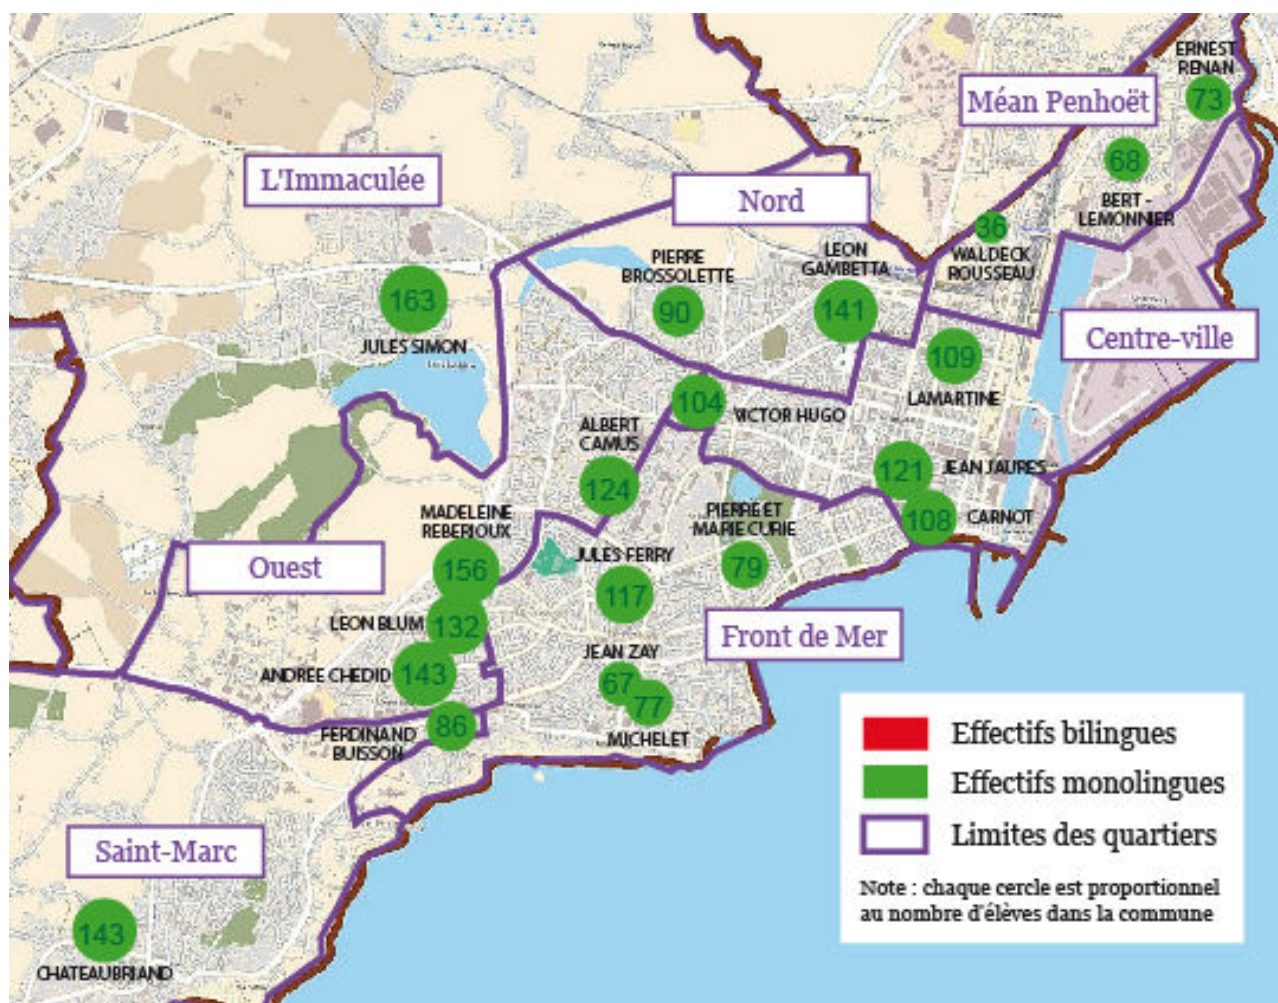 ERNEST
RENAN
73
Méan Penhoët
68
BERT -
LEMONNIER
L'Immaculée
Nord
36
WALDECK
ROUSSEAU
LEON
GAMBETTA
PIERRE
BROSSOLETTE
163
90
141
JULES SIMON
Centre-ville
109
LAMARTINE
104
VICTOR HUGO
ALBERT
CAMUS
124
121
JEAN JAURES
108
CARNOT
PIERRE ET
MARIE CURIE
79
MADELEINE
REBERIOUX
156
JULES FERRY
117
Ouest
LEON BLUM
132
Front de Mer
ANDREE CHEDID
143
JEAN ZAY
67
77
MICHELET
FERDINAND
BUISSON
86
Saint-Marc
143
CHATEAUBRIAND
Effectifs bilingues
Effectifs monolingues
Limites des quartiers
Note : chaque cercle est proportionnel
au nombre d'élèves dans la commune